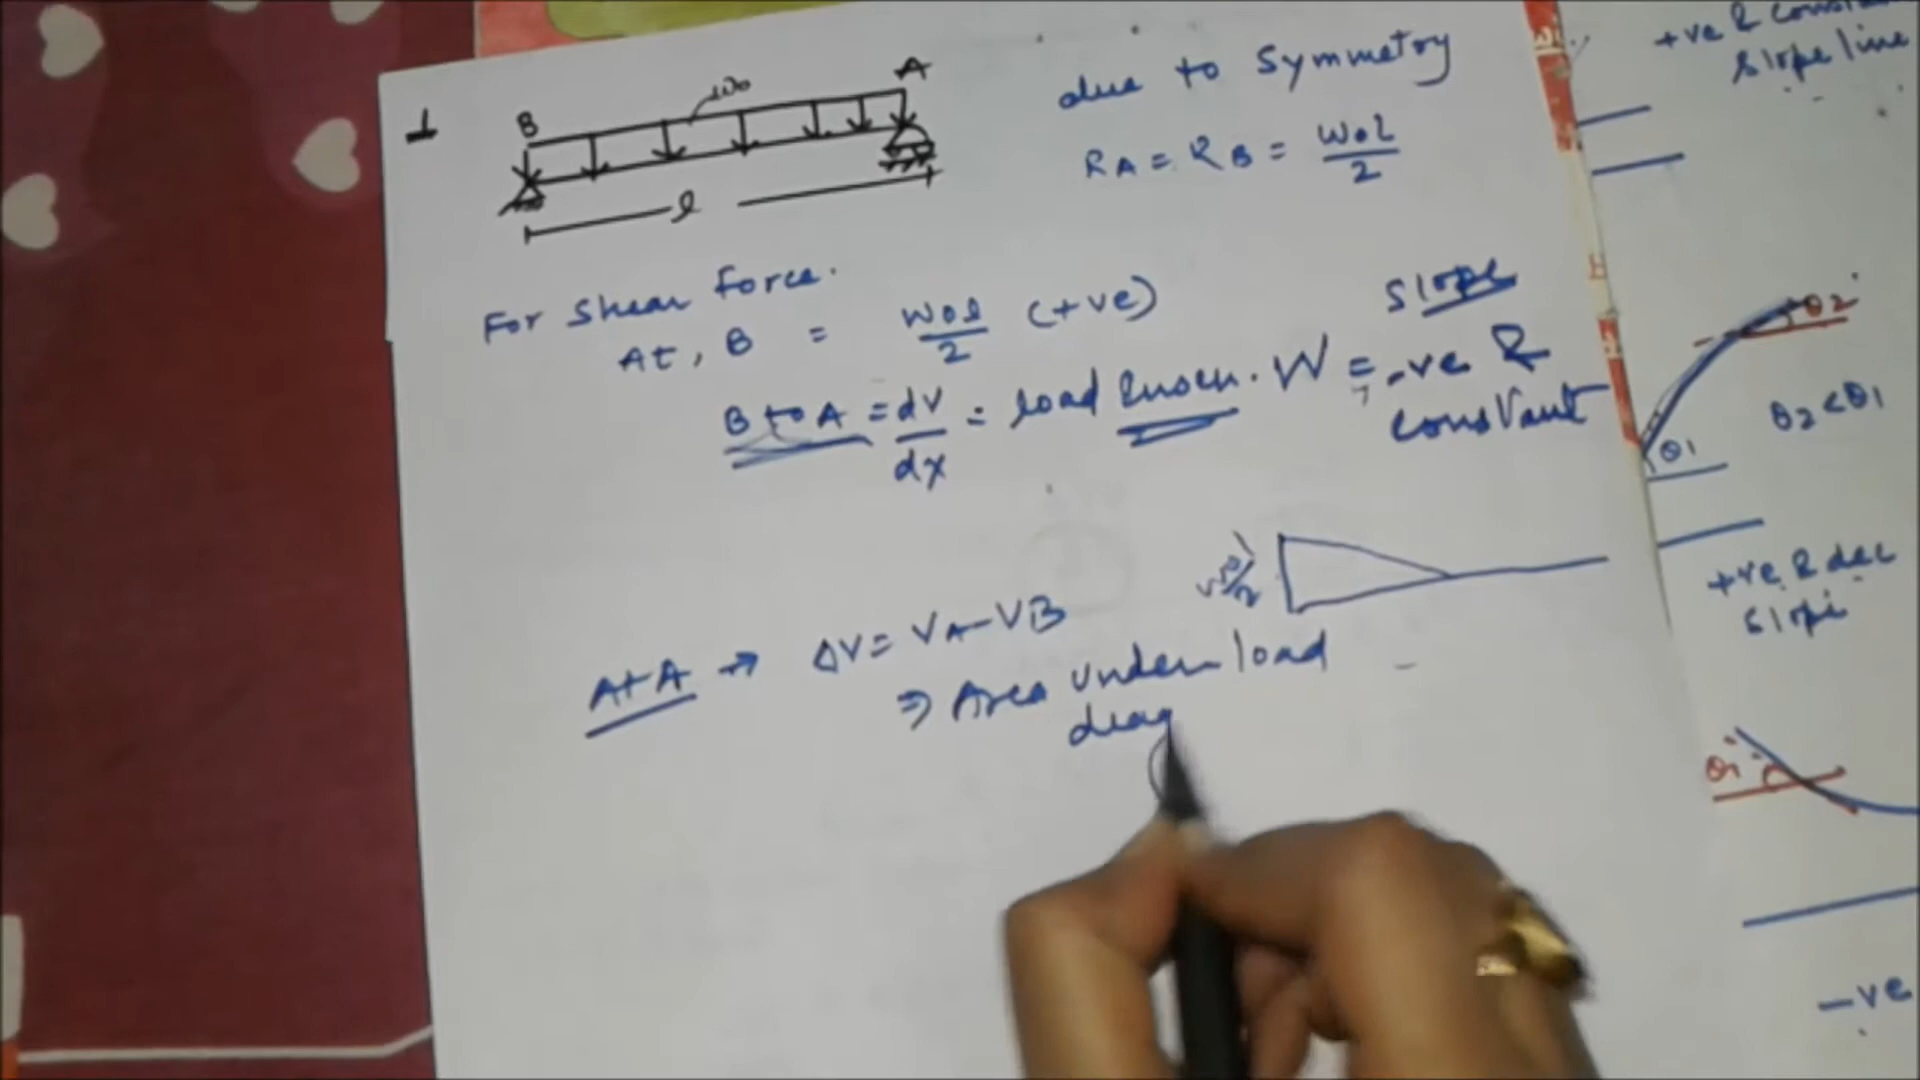 1
B
w₀
A
l
due to symmetry
RA = RB = w₀l/2
For Shear Force.
At, B = w₀l/2 (+ve)
B to A = dV/dx = load
W = -ve &
constant
slope
At A → ΔV = VA - VB
⇒ Area under load
diag
+ve &
slope line
θ2
θ1
θ2 < θ1
+ve & dec
slope
θ1
-ve